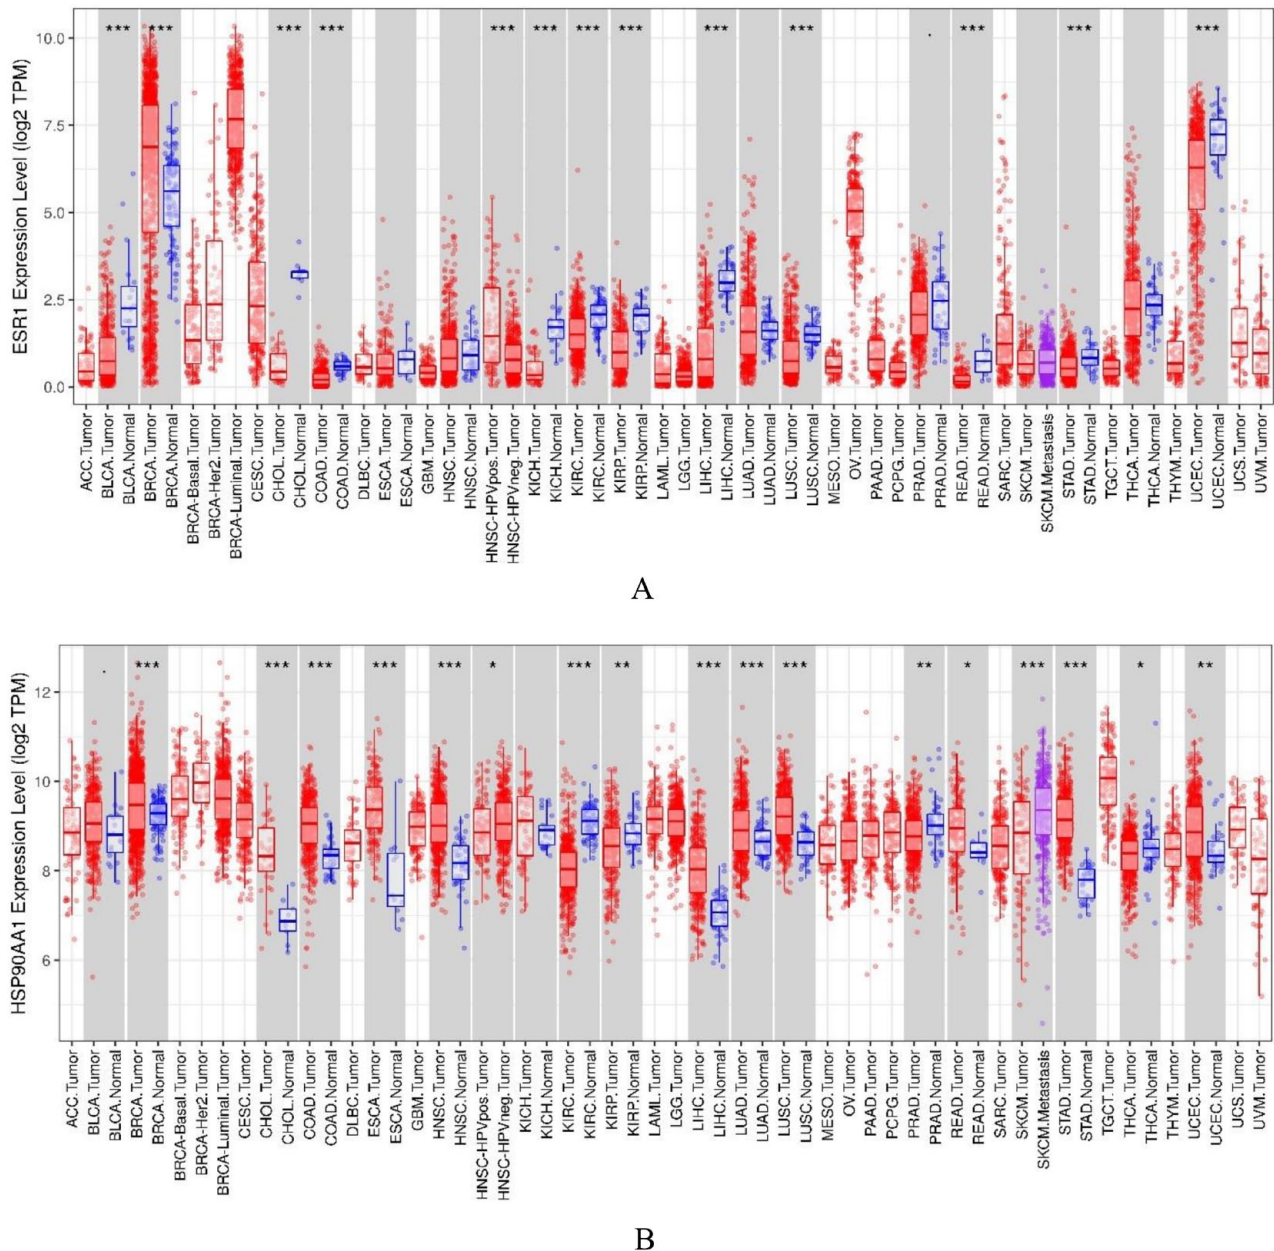 *** *** *** *** *** *** *** *** *** *** . *** *** ***
ESR1 Expression Level (log2 TPM)
10.0
7.5
5.0
2.5
0.0
ACC.Tumor
BLCA.Tumor
BLCA.Normal
BRCA.Tumor
BRCA.Normal
BRCA-Basal.Tumor
BRCA-Her2.Tumor
BRCA-Luminal.Tumor
CESC.Tumor
CHOL.Tumor
CHOL.Normal
COAD.Tumor
COAD.Normal
DLBC.Tumor
ESCA.Tumor
ESCA.Normal
GBM.Tumor
HNSC.Tumor
HNSC.Normal
HNSC-HPVpos.Tumor
HNSC-HPVneg.Tumor
KICH.Tumor
KICH.Normal
KIRC.Tumor
KIRC.Normal
KIRP.Tumor
KIRP.Normal
LAML.Tumor
LGG.Tumor
LIHC.Tumor
LIHC.Normal
LUAD.Tumor
LUAD.Normal
LUSC.Tumor
LUSC.Normal
MESO.Tumor
OV.Tumor
PAAD.Tumor
PCPG.Tumor
PRAD.Tumor
PRAD.Normal
READ.Tumor
READ.Normal
SARC.Tumor
SKCM.Tumor
SKCM.Metastasis
STAD.Tumor
STAD.Normal
TGCT.Tumor
THCA.Tumor
THCA.Normal
THYM.Tumor
UCEC.Tumor
UCEC.Normal
UCS.Tumor
UVM.Tumor
A
. *** *** *** *** *** * *** ** *** *** *** ** * *** *** * **
HSP90AA1 Expression Level (log2 TPM)
12
10
8
6
ACC.Tumor
BLCA.Tumor
BLCA.Normal
BRCA.Tumor
BRCA.Normal
BRCA-Basal.Tumor
BRCA-Her2.Tumor
BRCA-Luminal.Tumor
CESC.Tumor
CHOL.Tumor
CHOL.Normal
COAD.Tumor
COAD.Normal
DLBC.Tumor
ESCA.Tumor
ESCA.Normal
GBM.Tumor
HNSC.Tumor
HNSC.Normal
HNSC-HPVpos.Tumor
HNSC-HPVneg.Tumor
KICH.Tumor
KICH.Normal
KIRC.Tumor
KIRC.Normal
KIRP.Tumor
KIRP.Normal
LAML.Tumor
LGG.Tumor
LIHC.Tumor
LIHC.Normal
LUAD.Tumor
LUAD.Normal
LUSC.Tumor
LUSC.Normal
MESO.Tumor
OV.Tumor
PAAD.Tumor
PCPG.Tumor
PRAD.Tumor
PRAD.Normal
READ.Tumor
READ.Normal
SARC.Tumor
SKCM.Tumor
SKCM.Metastasis
STAD.Tumor
STAD.Normal
TGCT.Tumor
THCA.Tumor
THCA.Normal
THYM.Tumor
UCEC.Tumor
UCEC.Normal
UCS.Tumor
UVM.Tumor
B